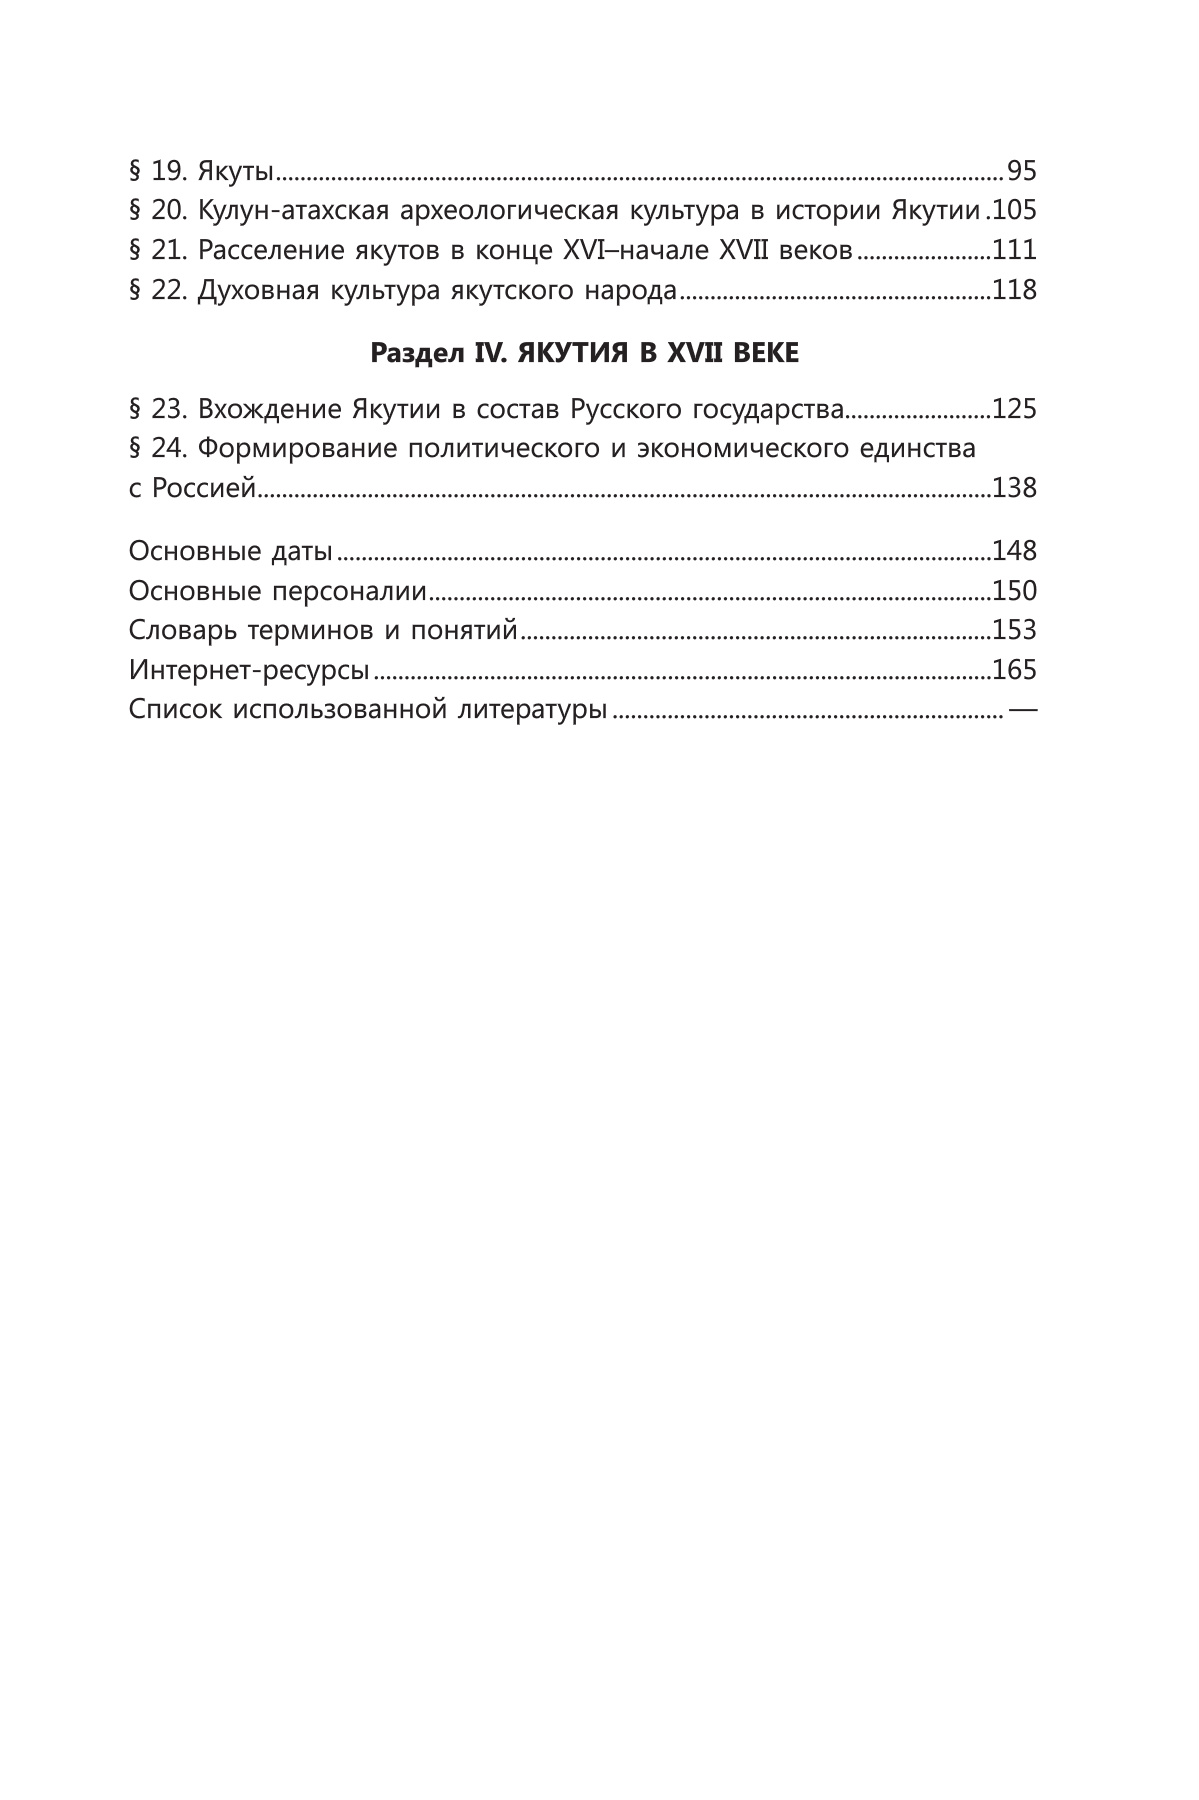 § 19. Якуты.....................................................................................................95
§ 20. Кулун-атахская археологическая культура в истории Якутии .105
§ 21. Расселение якутов в конце XVI–начале XVII веков .......................111
§ 22. Духовная культура якутского народа......................................................118
Раздел IV. ЯКУТИЯ В XVII ВЕКЕ
§ 23. Вхождение Якутии в состав Русского государства.........................125
§ 24. Формирование политического и экономического единства
с Россией...............................................................................................................138
Основные даты ..................................................................................................148
Основные персоналии.................................................................................150
Словарь терминов и понятий..................................................................153
Интернет-ресурсы ..........................................................................................165
Список использованной литературы .................................................... —